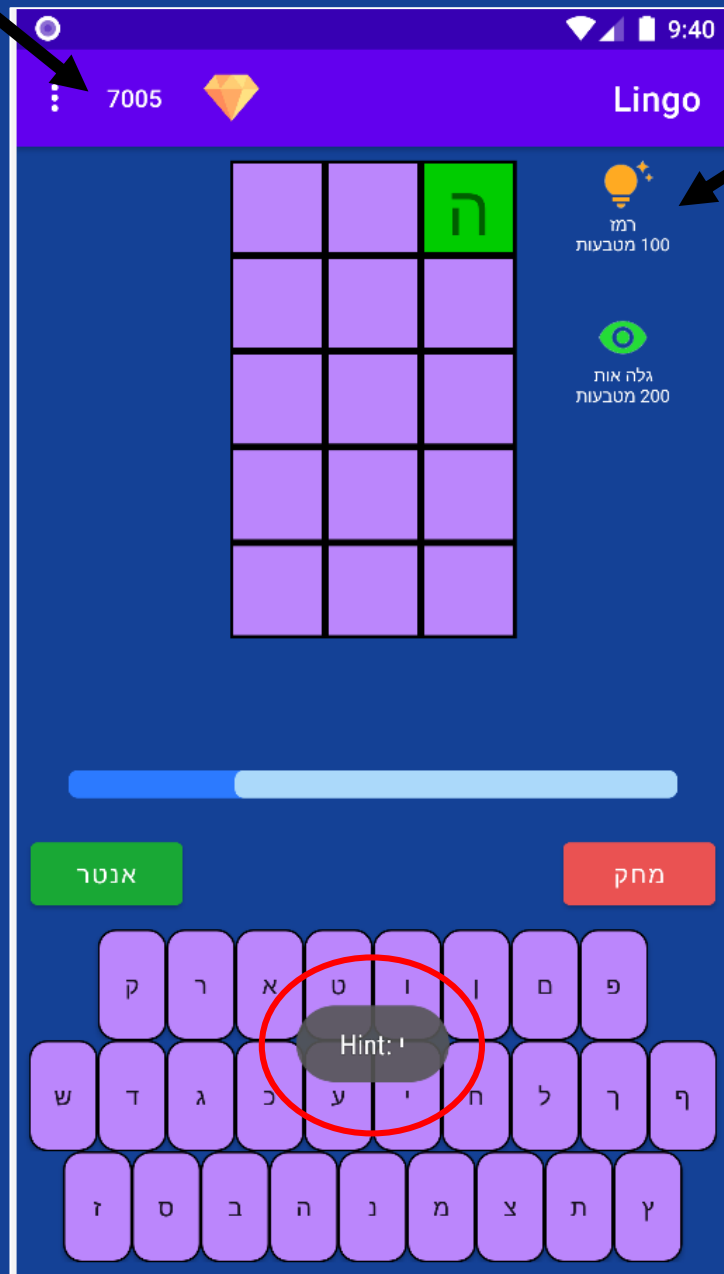 9:40
7005 Lingo
ה
רמז
100 מטבעות
גלה אות
200 מטבעות
אנטר מחק
ק ר א ט ו ן ם פ
Hint: י
ש ד ג כ ע י ח ל ך ף
ז ס ב ה נ מ צ ת ץ